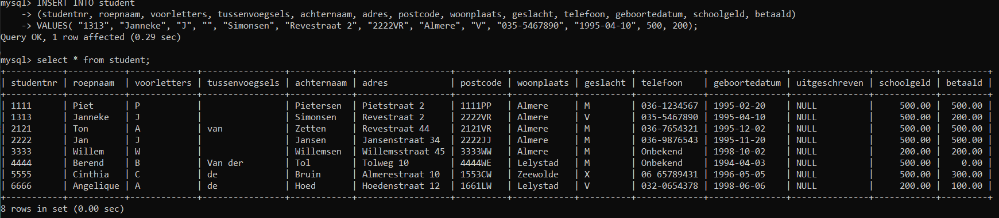 mysql> INSERT INTO student
    -> (studentnr, roepnaam, voorletters, tussenvoegsels, achternaam, adres, postcode, woonplaats, geslacht, telefoon, geboortedatum, schoolgeld, betaald)
    -> VALUES( "1313", "Janneke", "J", "", "Simonsen", "Revestraat 2", "2222VR", "Almere", "V", "035-5467890", "1995-04-10", 500, 200);
Query OK, 1 row affected (0.29 sec)

mysql> select * from student;
+-----------+-----------+-------------+----------------+------------+------------------+----------+------------+----------+-------------+---------------+---------------+------------+---------+
| studentnr | roepnaam  | voorletters | tussenvoegsels | achternaam | adres            | postcode | woonplaats | geslacht | telefoon    | geboortedatum | uitgeschreven | schoolgeld | betaald |
+-----------+-----------+-------------+----------------+------------+------------------+----------+------------+----------+-------------+---------------+---------------+------------+---------+
| 1111      | Piet      | P           |                | Pietersen  | Pietstraat 2     | 1111PP   | Almere     | M        | 036-1234567 | 1995-02-20    | NULL          |     500.00 |  500.00 |
| 1313      | Janneke   | J           |                | Simonsen   | Revestraat 2     | 2222VR   | Almere     | V        | 035-5467890 | 1995-04-10    | NULL          |     500.00 |  200.00 |
| 2121      | Ton       | A           | van            | Zetten     | Revestraat 44    | 2121VR   | Almere     | M        | 036-7654321 | 1995-12-02    | NULL          |     500.00 |  500.00 |
| 2222      | Jan       | J           |                | Jansen     | Jansenstraat 34  | 2222JJ   | Almere     | M        | 036-9876543 | 1995-11-20    | NULL          |     500.00 |  500.00 |
| 3333      | Willem    | W           |                | Willemsen  | Willemsstraat 45 | 3333WW   | Almere     | M        | Onbekend    | 1998-10-02    | NULL          |     200.00 |  200.00 |
| 4444      | Berend    | B           | Van der        | Tol        | Tolweg 10        | 4444WE   | Lelystad   | M        | Onbekend    | 1994-04-03    | NULL          |     500.00 |    0.00 |
| 5555      | Cinthia   | C           | de             | Bruin      | Almerestraat 10  | 1553CW   | Zeewolde   | X        | 06 65789431 | 1996-05-05    | NULL          |     500.00 |  300.00 |
| 6666      | Angelique | A           | de             | Hoed       | Hoedenstraat 12  | 1661LW   | Lelystad   | V        | 032-0654378 | 1998-06-06    | NULL          |     200.00 |  100.00 |
+-----------+-----------+-------------+----------------+------------+------------------+----------+------------+----------+-------------+---------------+---------------+------------+---------+
8 rows in set (0.00 sec)